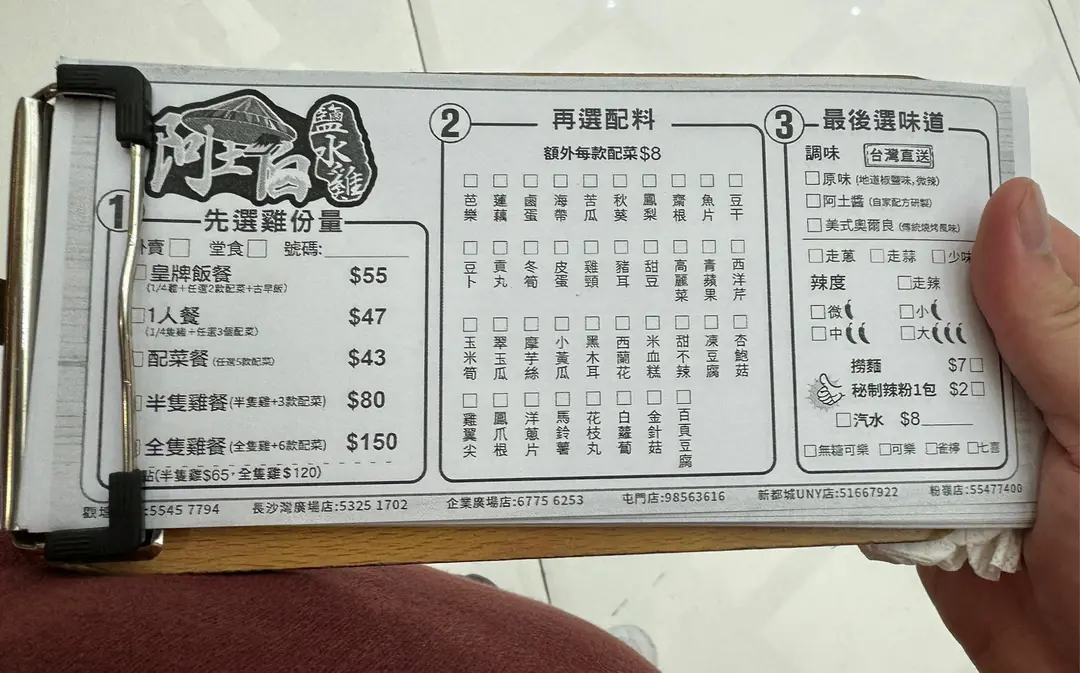 阿土伯
鹽水雞
1 先選雞份量
外賣□ 堂食□ 號碼:
□皇牌飯餐 $55
(1/4雞+任選2款配菜+古早飯)
□1人餐 $47
(1/4隻雞+任選3個配菜)
□配菜餐 (任選5款配菜) $43
□半隻雞餐(半隻雞+3款配菜) $80
□全隻雞餐 (全隻雞+6款配菜) $150
點(半隻雞$65,全隻雞$120)
2 再選配料
額外每款配菜$8
□芭樂 □蓮藕 □鹵蛋 □海帶 □苦瓜 □秋葵 □鳳梨 □齋根 □魚片 □豆干
□豆卜 □貢丸 □冬筍 □皮蛋 □雞頸 □豬耳 □甜豆 □高麗菜 □青蘋果 □西洋芹
□玉米筍 □翠玉瓜 □摩芋絲 □小黃瓜 □黑木耳 □西蘭花 □米血糕 □甜不辣 □凍豆腐 □杏鮑菇
□雞翼尖 □鳳爪根 □洋蔥片 □馬鈴薯 □花枝丸 □白蘿蔔 □金針菇 □百頁豆腐
3 最後選味道
調味 台灣直送
□原味 (地道椒鹽味,微辣)
□阿土醬 (自家配方研製)
□美式奧爾良 (傳統燒烤風味)
□走蔥 □走蒜 □少味
辣度 □走辣
□微 □小
□中 □大
撈麵 $7□
秘制辣粉1包 $2□
□汽水 $8
□無糖可樂 □可樂 □雀檸 □七喜
觀塘 :5545 7794 長沙灣廣場店:5325 1702 企業廣場店:6775 6253 屯門店:98563616 新都城UNY店:51667922 粉嶺店:55477400